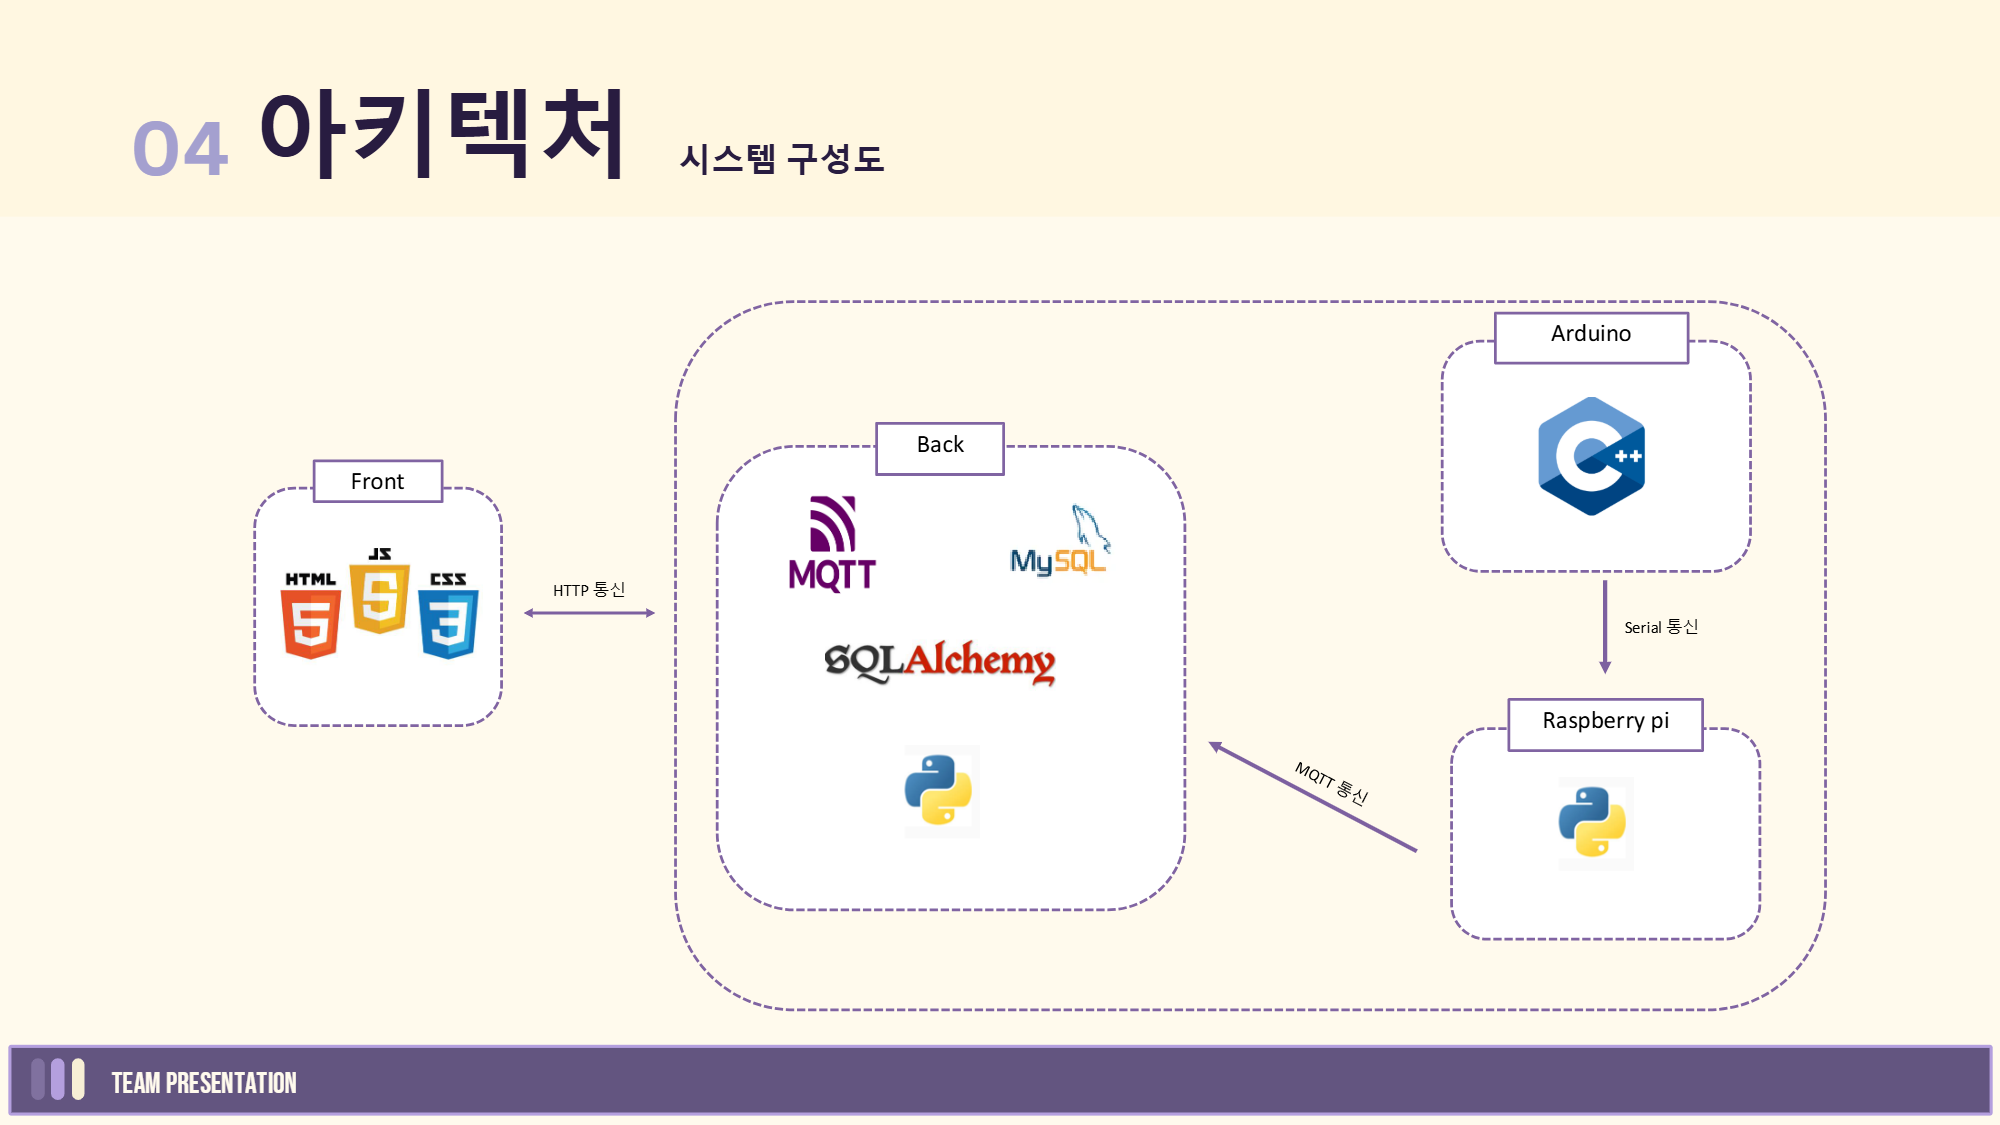 04 아키텍처 시스템 구성도
Front
HTML
JS
CSS
5
5
3
HTTP 통신
Back
MQTT
MySQL
SQLAlchemy
Arduino
C++
Serial 통신
Raspberry pi
MQTT 통신
TEAM PRESENTATION